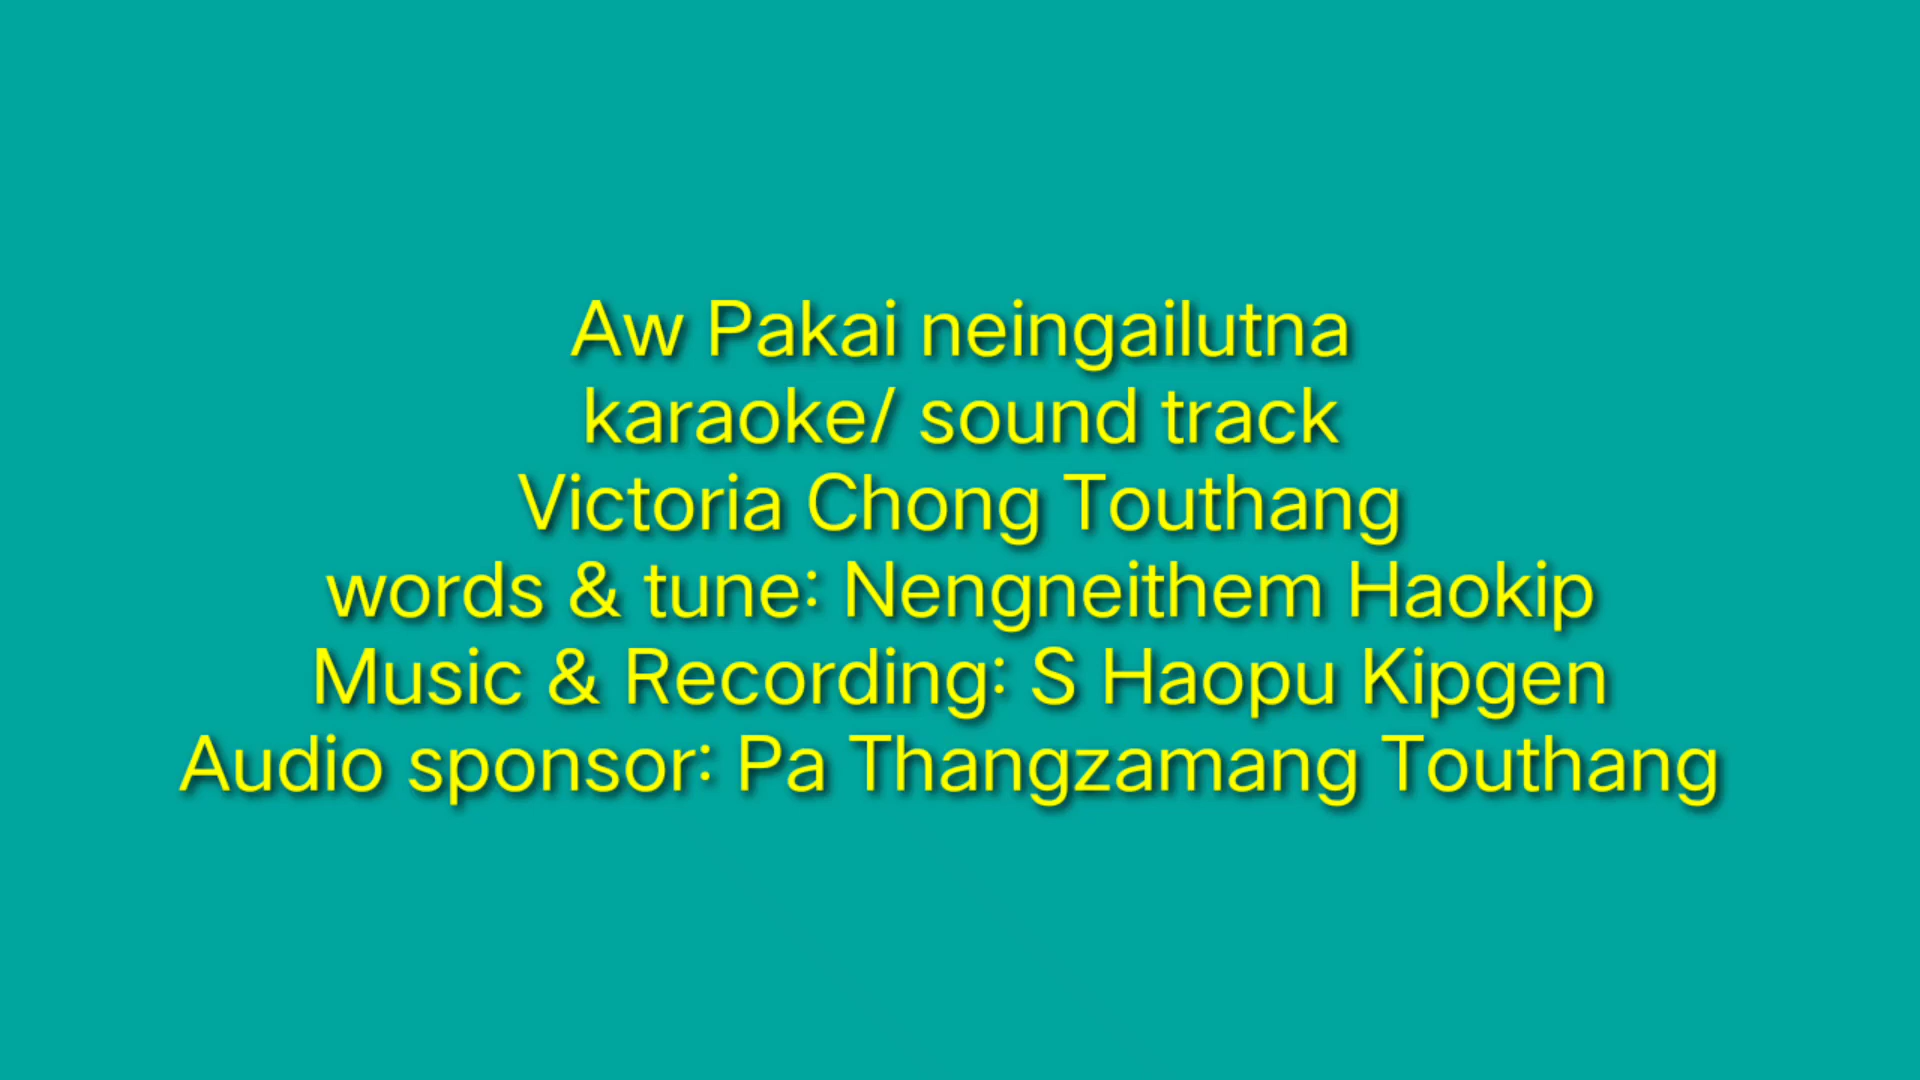 Aw Pakai neingailutna
karaoke/ sound track
Victoria Chong Touthang
words & tune: Nengneithem Haokip
Music & Recording: S Haopu Kipgen
Audio sponsor: Pa Thangzamang Touthang